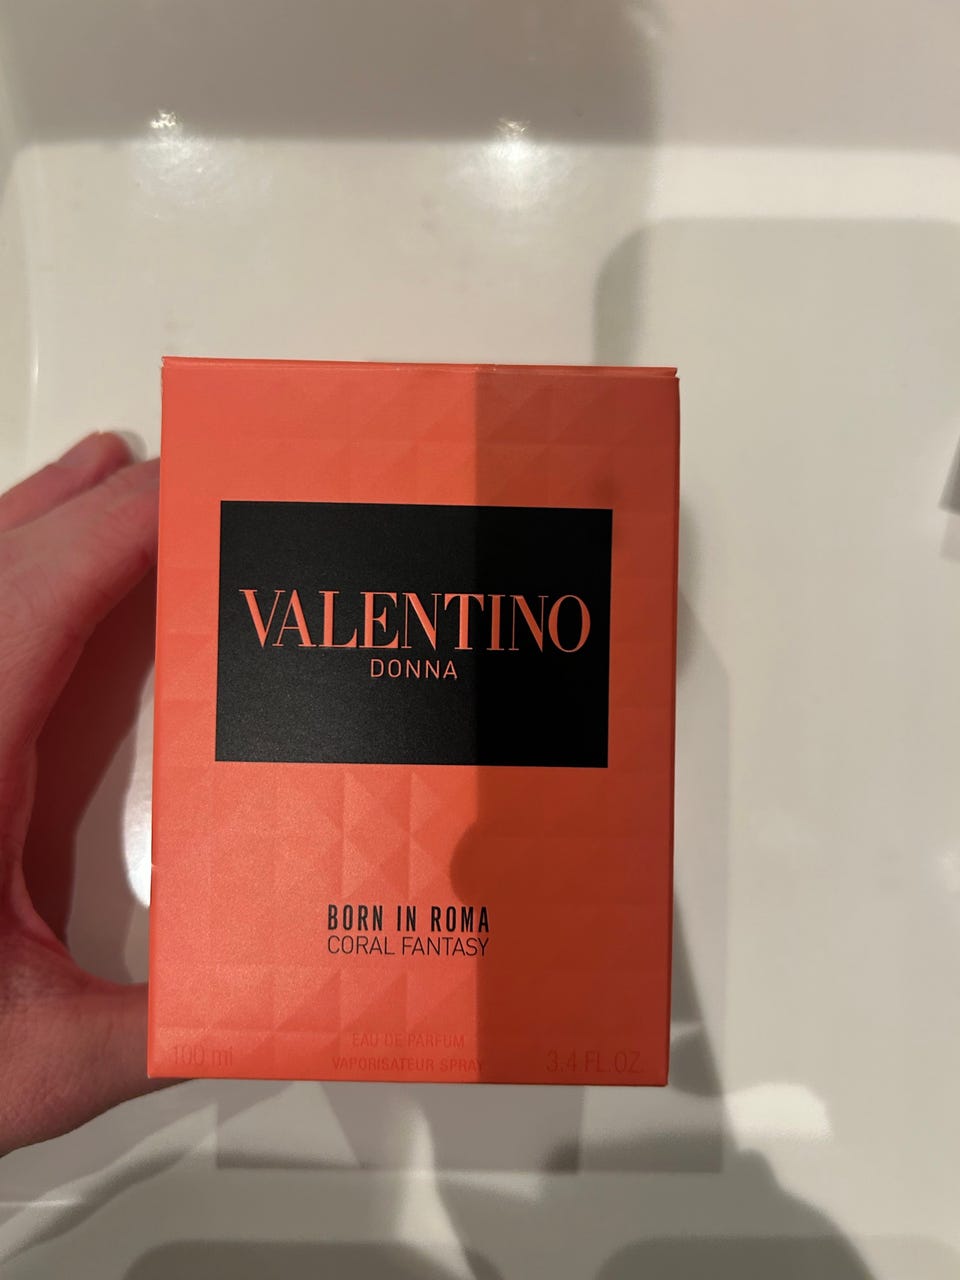 VALENTINO
DONNA
BORN IN ROMA
CORAL FANTASY
EAU DE PARFUM
100 ml VAPORISATEUR SPRAY 3.4 FL.OZ.